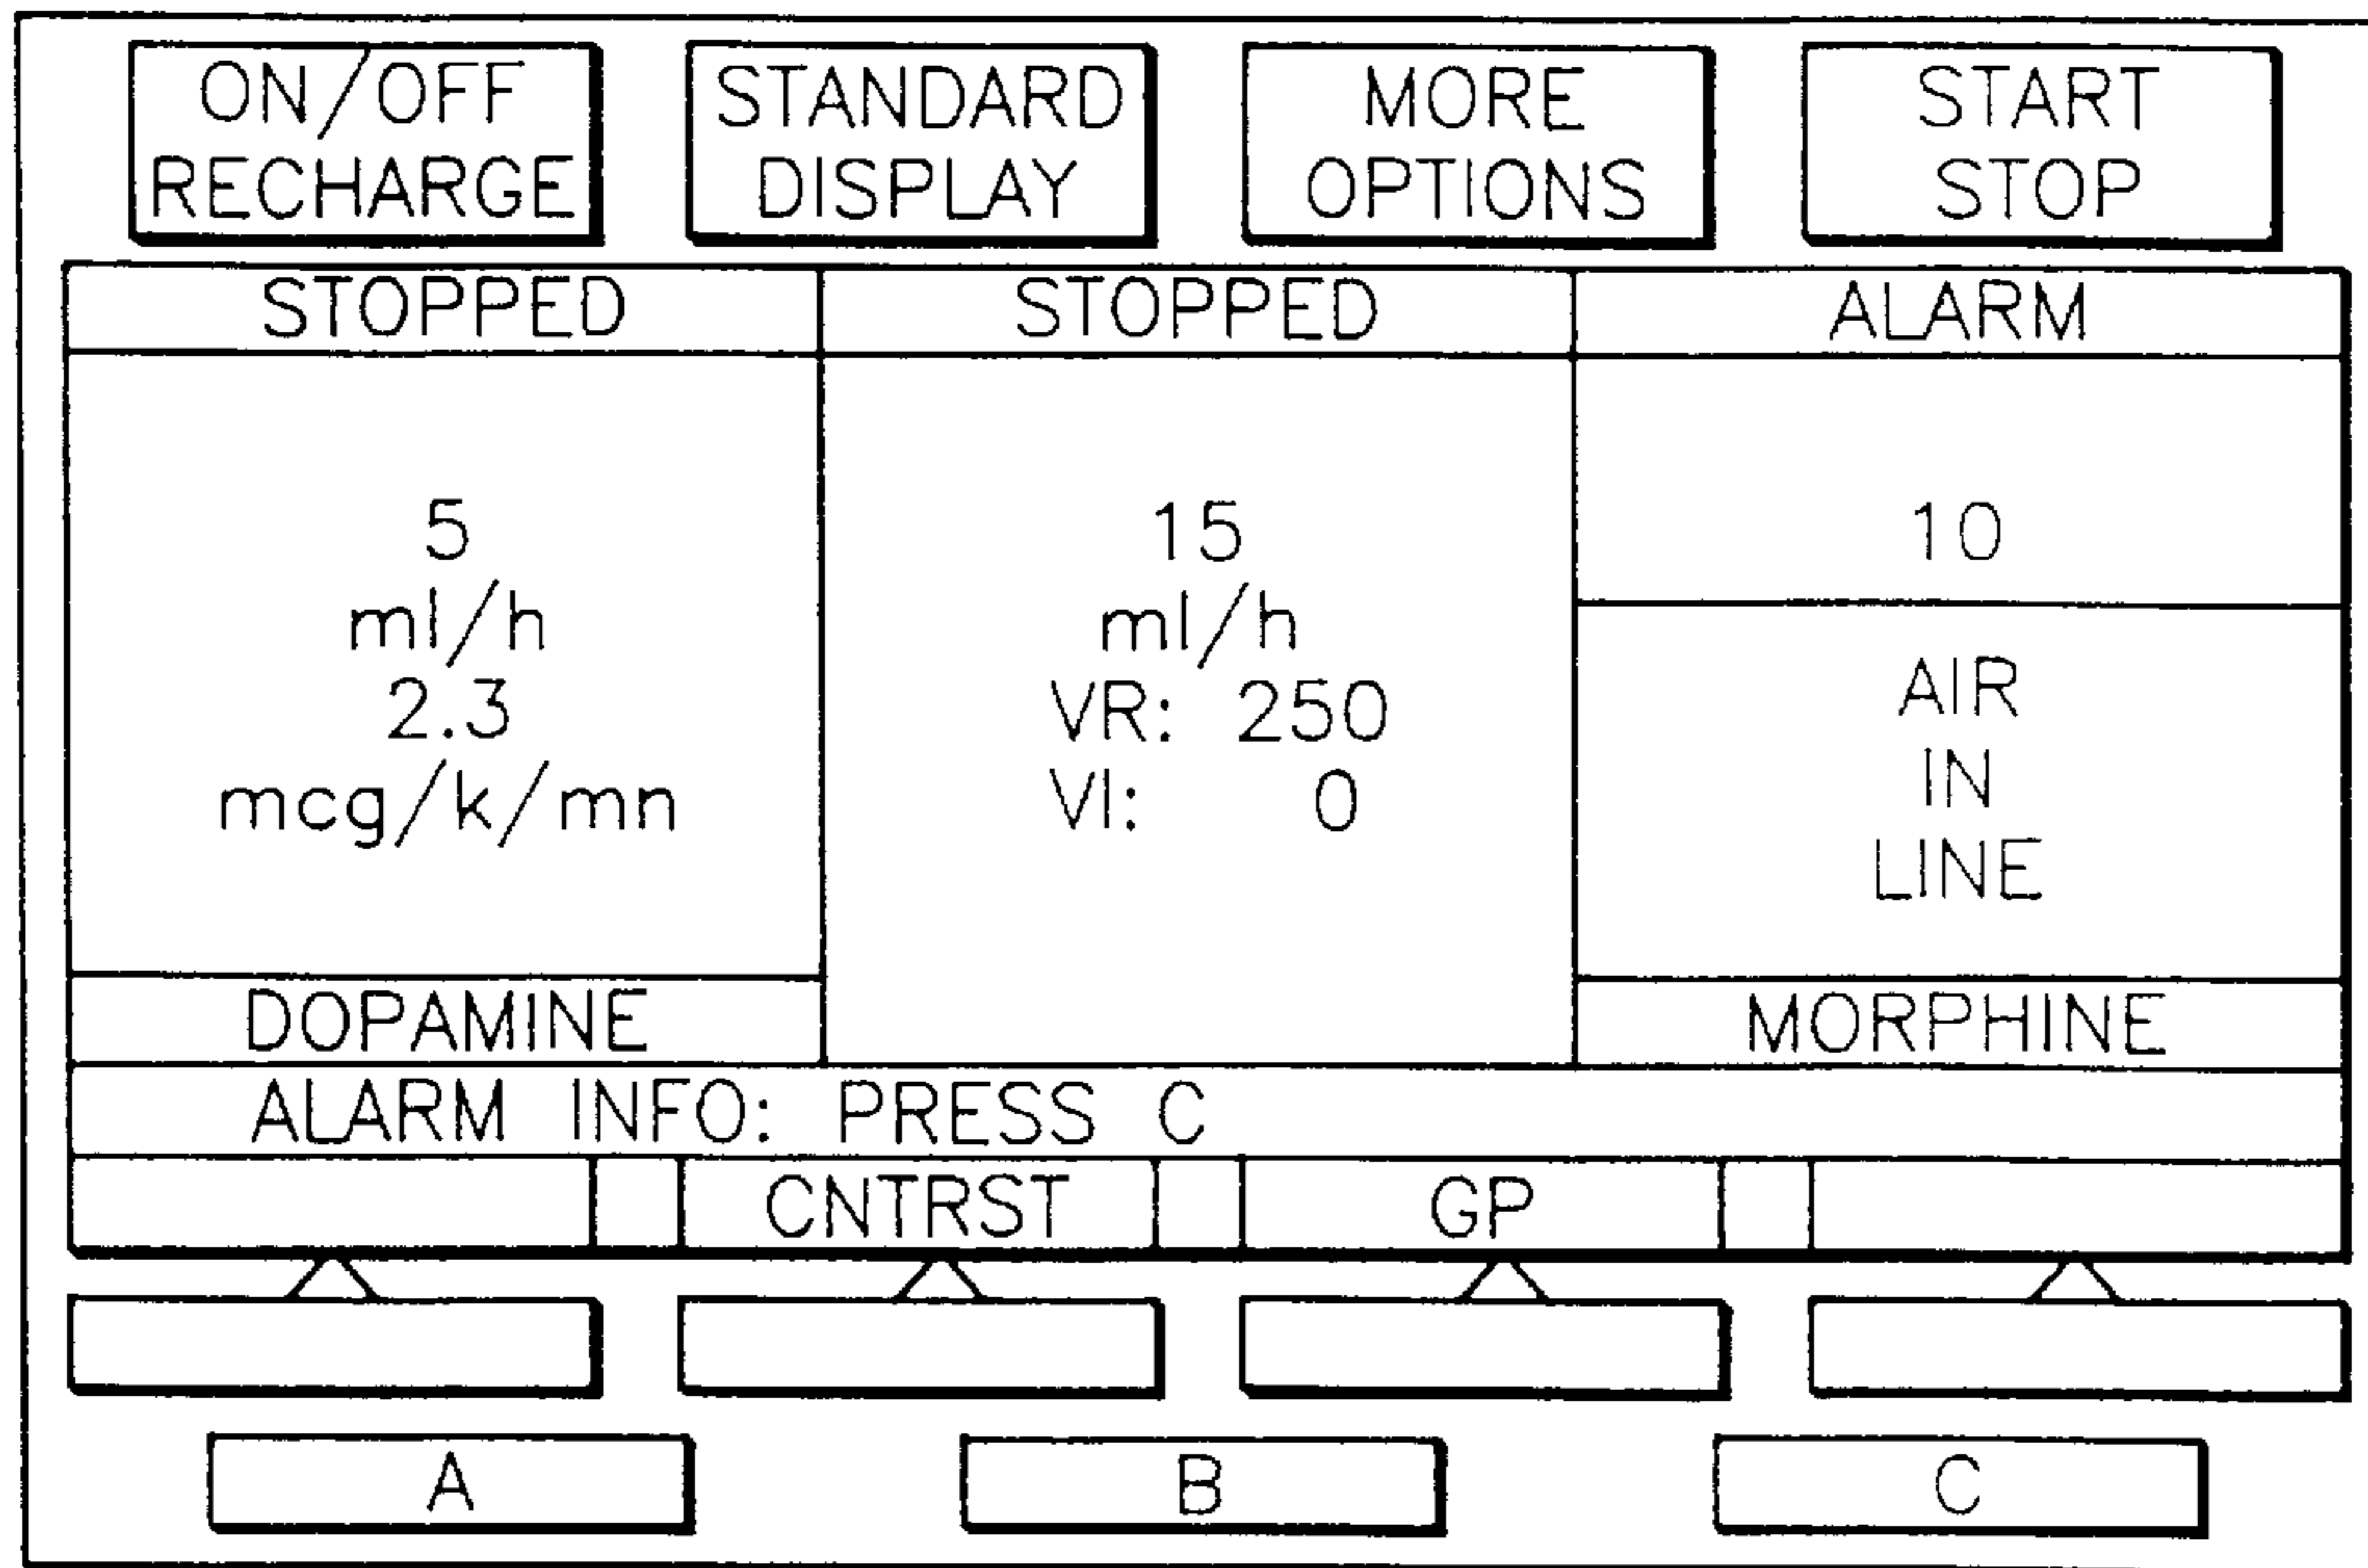 ON/OFF
RECHARGE
STANDARD
DISPLAY
MORE
OPTIONS
START
STOP
STOPPED
5
ml/h
2.3
mcg/k/mn
DOPAMINE
STOPPED
15
ml/h
VR: 250
VI: 0
ALARM
10
AIR
IN
LINE
MORPHINE
ALARM INFO: PRESS C
CNTRST
GP
A
B
C